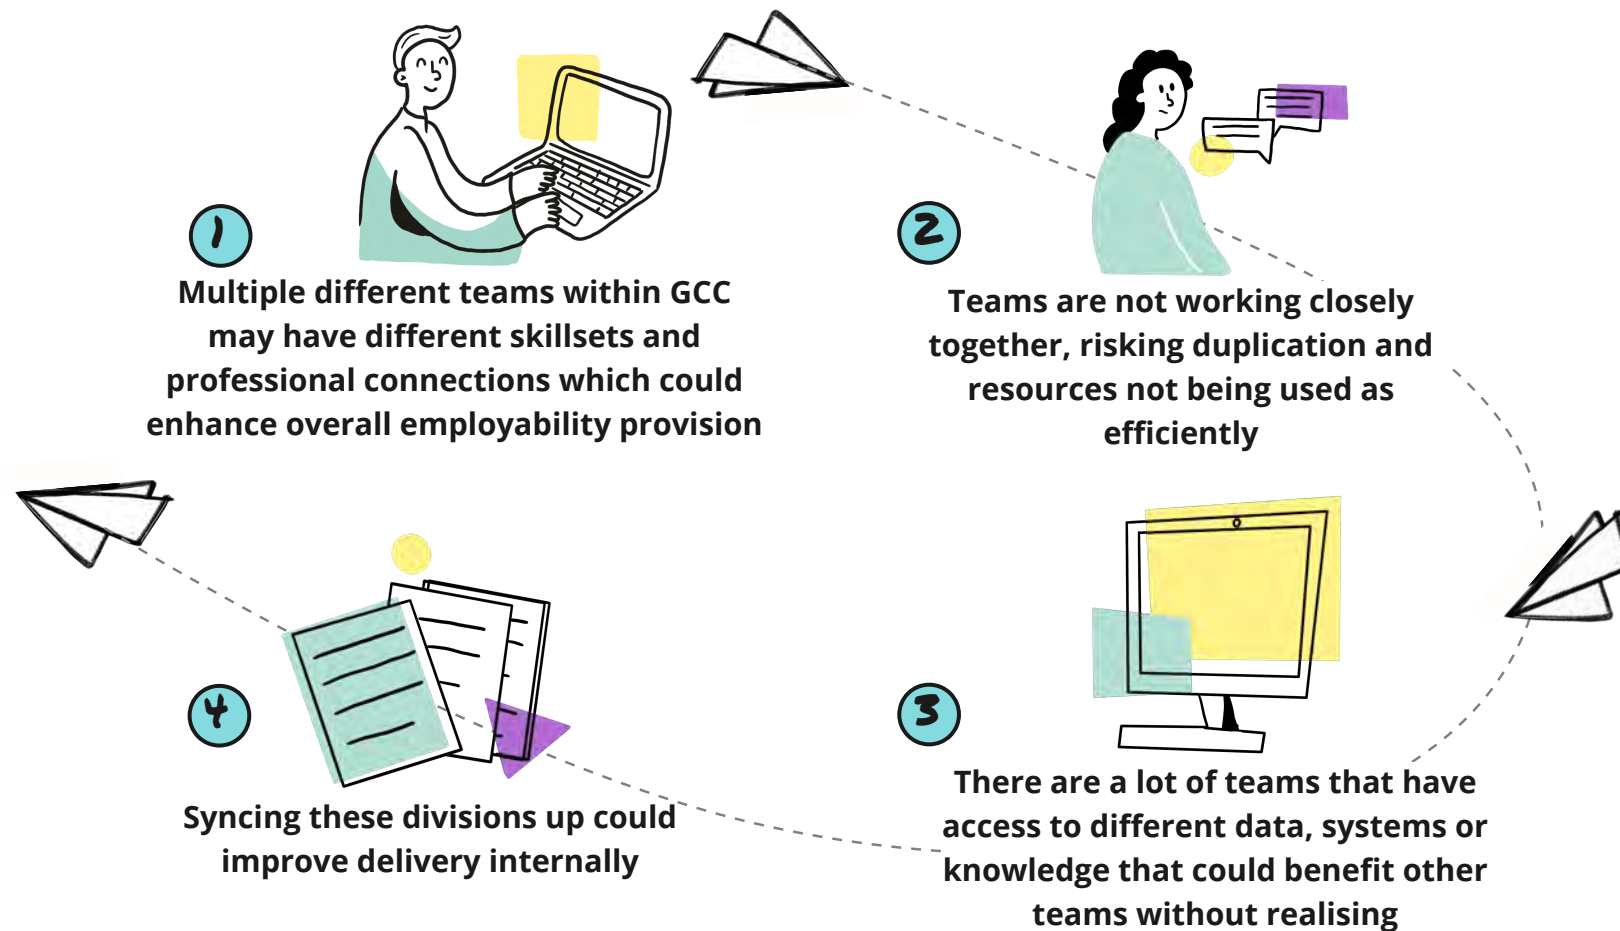 1
Multiple different teams within GCC
may have different skillsets and
professional connections which could
enhance overall employability provision
2
Teams are not working closely
together, risking duplication and
resources not being used as
efficiently
3
There are a lot of teams that have
access to different data, systems or
knowledge that could benefit other
teams without realising
4
Syncing these divisions up could
improve delivery internally